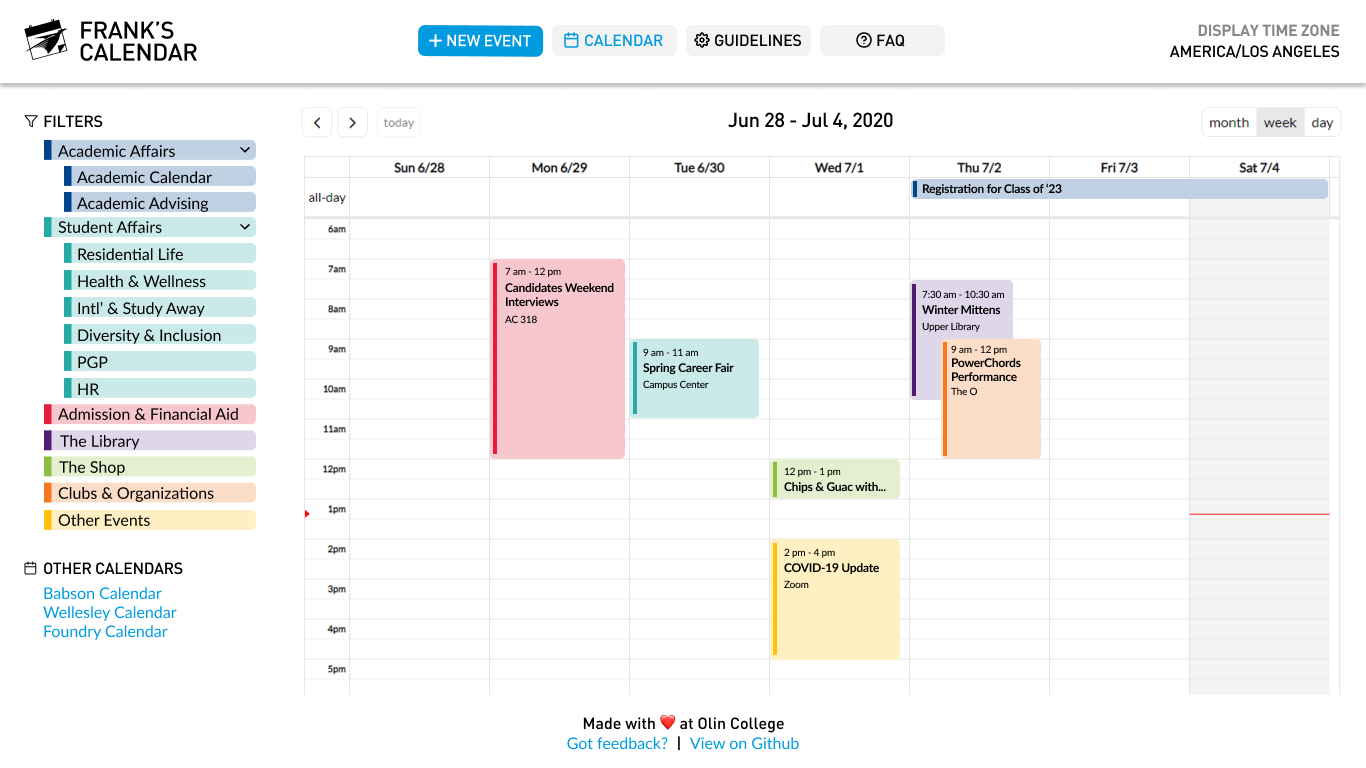 FRANK'S
CALENDAR
NEW EVENT
CALENDAR
GUIDELINES
FAQ
DISPLAY TIME ZONE
AMERICA/LOS ANGELES
FILTERS
Academic Affairs
Academic Calendar
Academic Advising
Student Affairs
Residential Life
Health & Wellness
Intl' & Study Away
Diversity & Inclusion
PGP
HR
Admission & Financial Aid
The Library
The Shop
Clubs & Organizations
Other Events
OTHER CALENDARS
Babson Calendar
Wellesley Calendar
Foundry Calendar
today
Jun 28 - Jul 4, 2020
month week day
Sun 6/28 Mon 6/29 Tue 6/30 Wed 7/1 Thu 7/2 Fri 7/3 Sat 7/4
all-day
Registration for Class of ‘23
6am
7am
8am
9am
10am
11am
12pm
1pm
2pm
3pm
4pm
5pm
7 am - 12 pm
Candidates Weekend
Interviews
AC 318
9 am - 11 am
Spring Career Fair
Campus Center
12 pm - 1 pm
Chips & Guac with...
2 pm - 4 pm
COVID-19 Update
Zoom
7:30 am - 10:30 am
Winter Mittens
Upper Library
9 am - 12 pm
PowerChords
Performance
The O
Made with ❤️ at Olin College
Got feedback? | View on Github